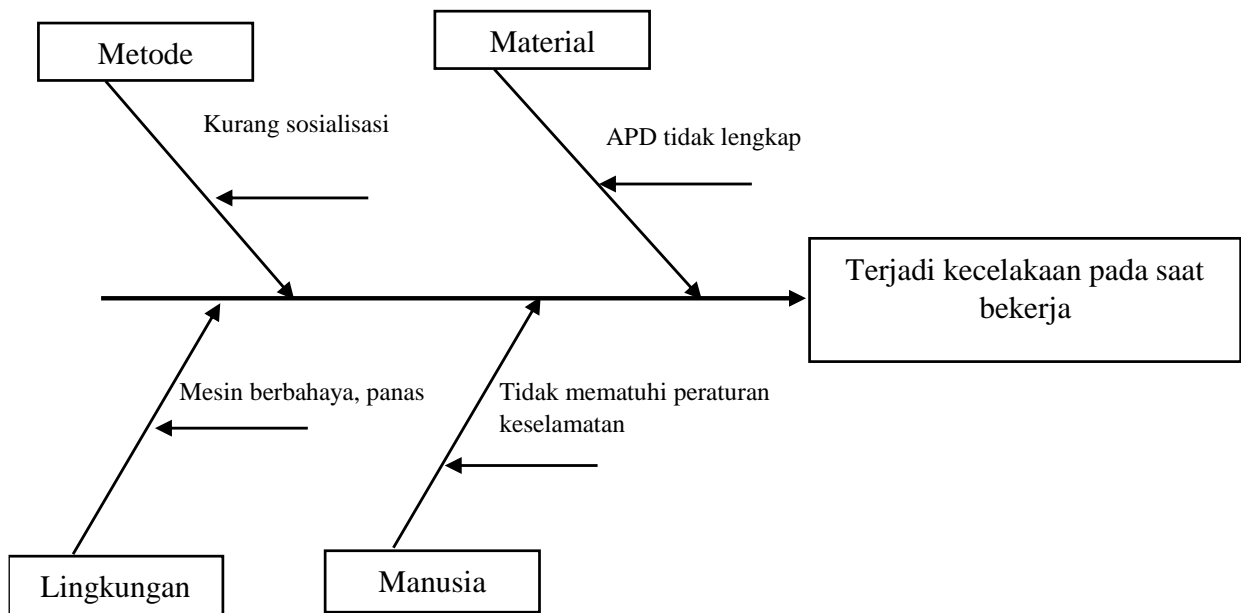 Metode
Material
Kurang sosialisasi
APD tidak lengkap
Terjadi kecelakaan pada saat
bekerja
Mesin berbahaya, panas
Tidak mematuhi peraturan
keselamatan
Lingkungan
Manusia